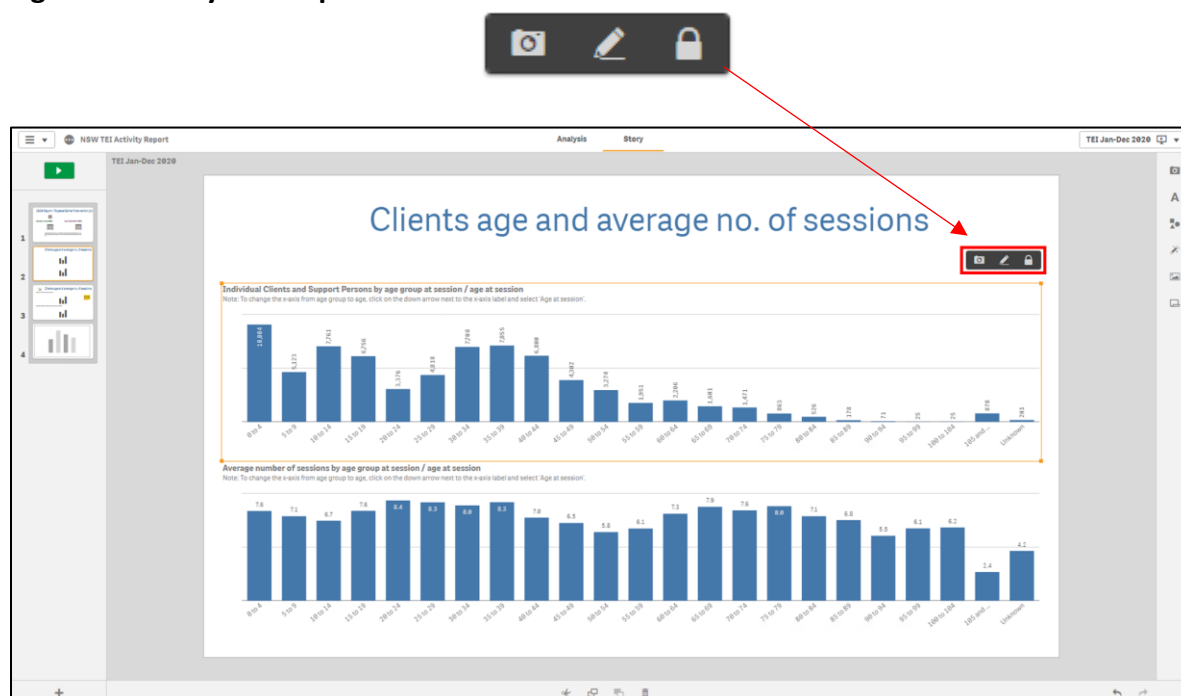 NSW TEI Activity Report
Analysis
Story
TEI Jan-Dec 2020
TEI Jan-Dec 2020
1
2
3
4
Clients age and average no. of sessions
Individual Clients and Support Persons by age group at session / age at session
Note: To change the x-axis from age group to age, click on the down arrow next to the x-axis label and select 'Age at session'.
5,121
7,761
6,756
3,376
4,818
7,855
4,382
3,274
1,951
2,206
1,601
1,471
863
526
178
71
25
25
878
0 to 4
5 to 9
10 to 14
15 to 19
20 to 24
25 to 29
30 to 34
35 to 39
40 to 44
45 to 49
50 to 54
55 to 59
60 to 64
65 to 69
70 to 74
75 to 79
80 to 84
85 to 89
90 to 94
95 to 99
100 to 104
105 and ...
Unknown
Average number of sessions by age group at session / age at session
Note: To change the x-axis from age group to age, click on the down arrow next to the x-axis label and select 'Age at session'.
7.6
7.1
6.7
7.6
8.4
8.3
8.0
8.3
7.0
6.5
5.8
6.1
7.3
7.9
7.6
8.0
7.1
6.8
5.5
6.1
6.2
2.4
4.2
0 to 4
5 to 9
10 to 14
15 to 19
20 to 24
25 to 29
30 to 34
35 to 39
40 to 44
45 to 49
50 to 54
55 to 59
60 to 64
65 to 69
70 to 74
75 to 79
80 to 84
85 to 89
90 to 94
95 to 99
100 to 104
105 and ...
Unknown